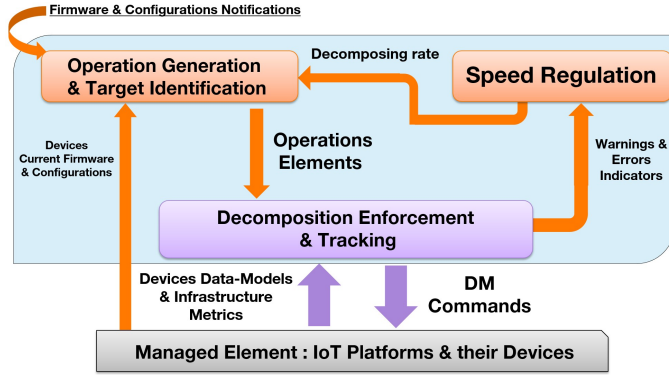 Firmware & Configurations Notifications
Operation Generation
& Target Identification
Decomposing rate
Speed Regulation
Devices
Current Firmware
& Configurations
Operations
Elements
Warnings &
Errors
Indicators
Decomposition Enforcement
& Tracking
Devices Data-Models
& Infrastructure
Metrics
DM
Commands
Managed Element : IoT Platforms & their Devices